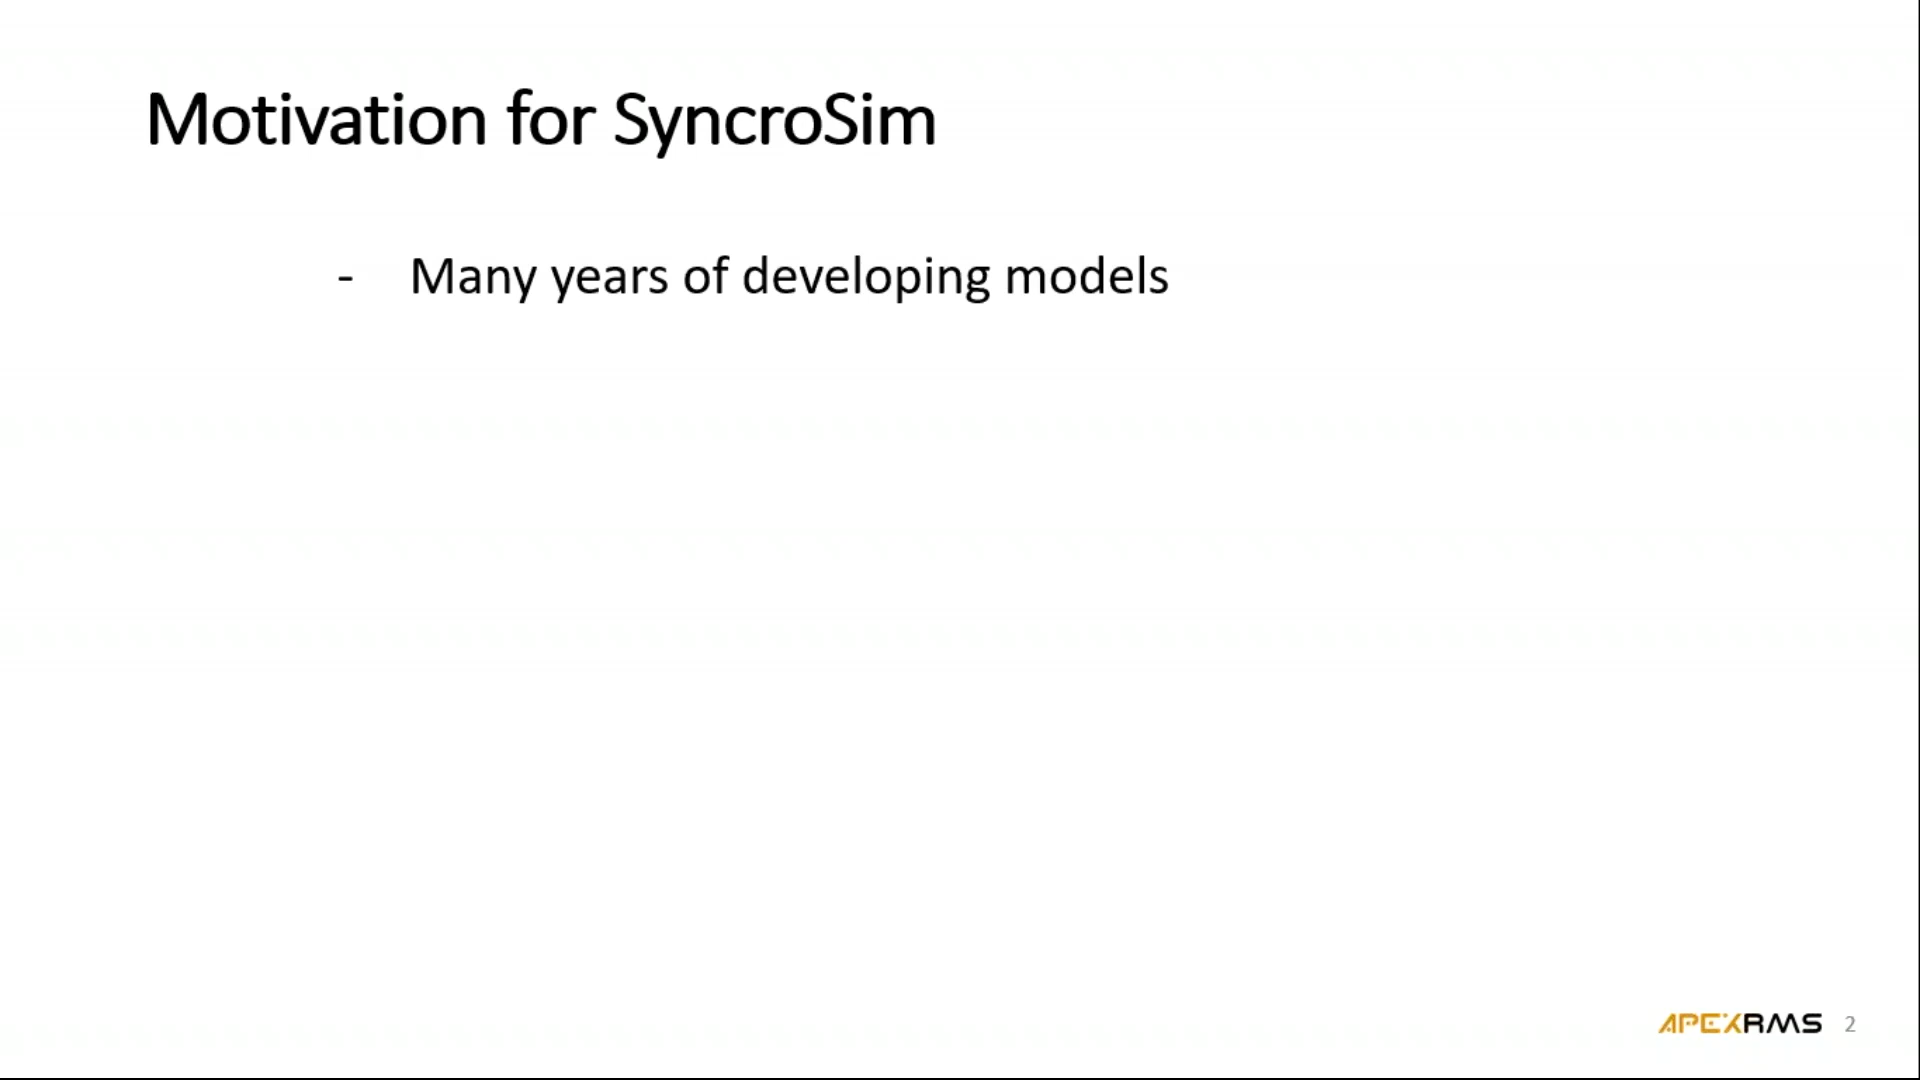 Motivation for SyncroSim
- Many years of developing models
APEXRMS 2